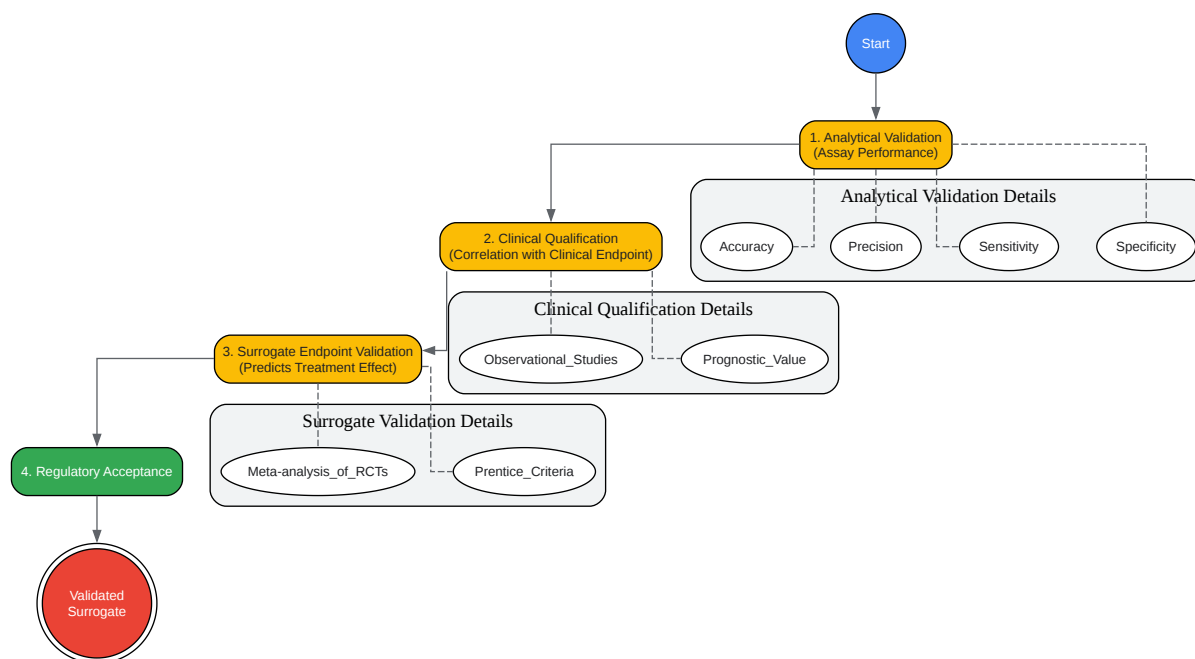 Start
1. Analytical Validation
(Assay Performance)
Analytical Validation Details
Accuracy
Precision
Sensitivity
Specificity
2. Clinical Qualification
(Correlation with Clinical Endpoint)
Clinical Qualification Details
Observational_Studies
Prognostic_Value
3. Surrogate Endpoint Validation
(Predicts Treatment Effect)
Surrogate Validation Details
Meta-analysis_of_RCTs
Prentice_Criteria
4. Regulatory Acceptance
Validated
Surrogate